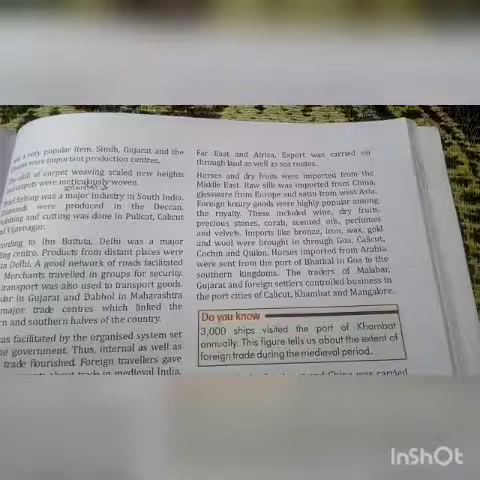 a very popular item. Sindh, Gujarat and the
were important production centres.
skill of carpet weaving scaled new heights
carpets were meticulously woven.
fishing was a major industry in South India.
Diamonds were produced in the Deccan.
and cutting was done in Pulicat, Calicut
Vijaynagar.
to Ibn Battuta, Delhi was a major
centre. Products from distant places were
in Delhi. A good network of roads facilitated
Merchants travelled in groups for security.
transport was also used to transport goods.
in Gujarat and Dabhol in Maharashtra
major trade centres which linked the
and southern halves of the country.
as facilitated by the organised system set
government. Thus, internal as well as
trade flourished. Foreign travellers gave
about trade in medieval India.
Far East and Africa. Export was carried on
through land as well as sea routes.
Horses and dry fruits were imported from the
Middle East. Raw silk was imported from China,
glassware from Europe and satin from west Asia.
Foreign luxury goods were highly popular among
the royalty. These included wine, dry fruits,
precious stones, corals, scented oils, perfumes
and velvets. Imports like bronze, iron, wax, gold
and wool were brought in through Goa, Calicut,
Cochin and Quilon. Horses imported from Arabia
were sent from the port of Bhatkal in Goa to the
southern kingdoms. The traders of Malabar,
Gujarat and foreign settlers controlled business in
the port cities of Calicut, Khambat and Mangalore.
Do you know
3,000 ships visited the port of Khambat
annually. This figure tells us about the extent of
foreign trade during the medieval period.
and China was carried
InShOt